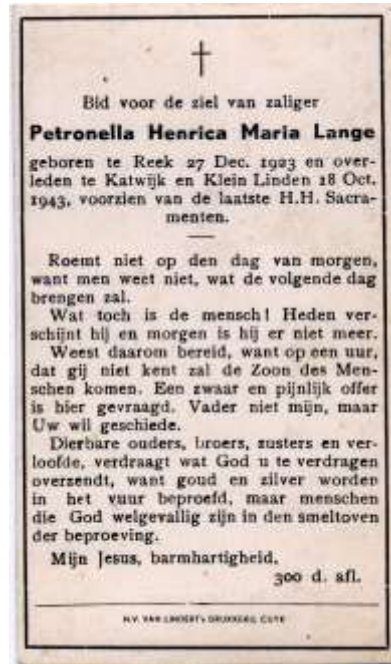 Bid voor de ziel van zaliger
Petronella Henrica Maria Lange
geboren te Reek 27 Dec. 1923 en over-
leden te Katwijk en Klein Linden 18 Oct.
1943, voorzien van de laatste H.H. Sacra-
menten.
Roemt niet op den dag van morgen,
want men weet niet, wat de volgende dag
brengen zal.
Wat toch is de mensch! Heden ver-
schijnt hij en morgen is hij er niet meer.
Weest daarom bereid, want op een uur,
dat gij niet kent zal de Zoon des Men-
schen komen. Een zwaar en pijnlijk offer
is hier gevraagd. Vader niet mijn, maar
Uw wil geschiede.
Dierbare ouders, broers, zusters en ver-
loofde, verdraagt wat God u te verdragen
overzendt, want goud en zilver worden
in het vuur beproefd, maar menschen
die God welgevallig zijn in den smeltoven
der beproeving.
Mijn Jesus, barmhartigheid.
300 d. afl.
N.V. VAN LINDERT's DRUKKERIJ, CUYK